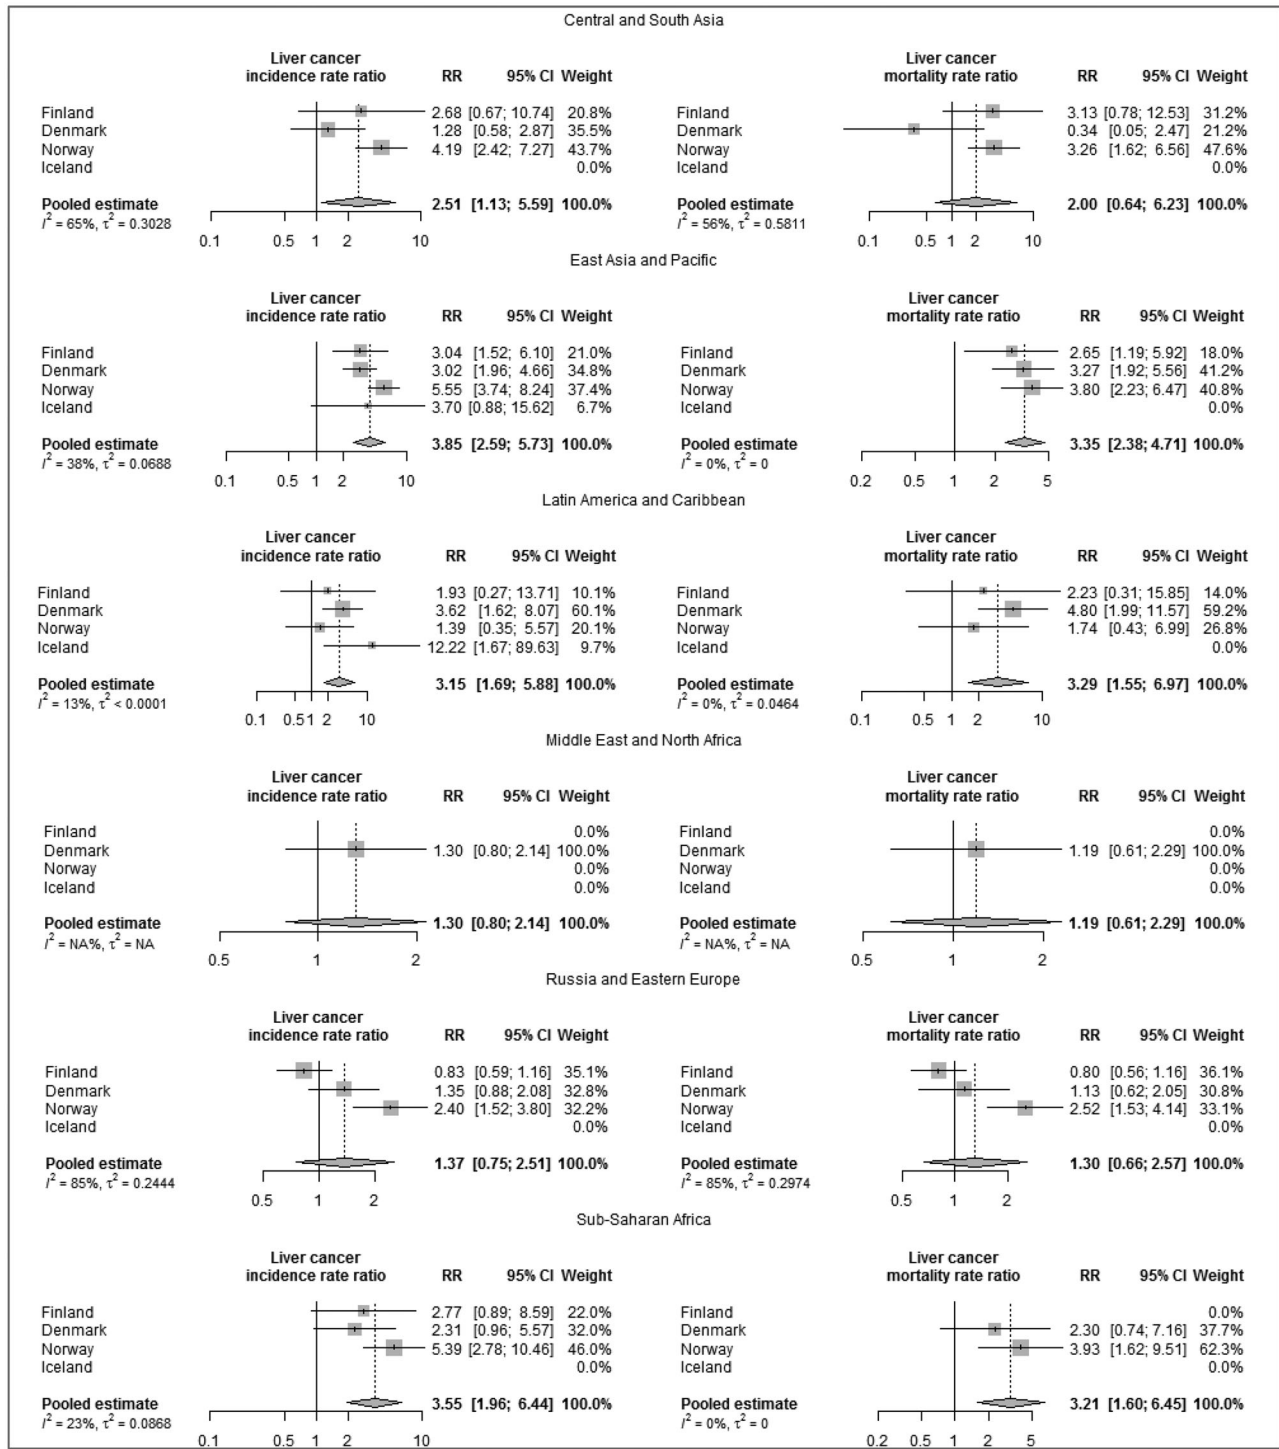 Central and South Asia
Liver cancer
incidence rate ratio RR 95% CI Weight
Finland 2.68 [0.67; 10.74] 20.8%
Denmark 1.28 [0.58; 2.87] 35.5%
Norway 4.19 [2.42; 7.27] 43.7%
Iceland 0.0%
Pooled estimate 2.51 [1.13; 5.59] 100.0%
I² = 65%, τ² = 0.3028
0.1 0.5 1 2 10
Liver cancer
mortality rate ratio RR 95% CI Weight
Finland 3.13 [0.78; 12.53] 31.2%
Denmark 0.34 [0.05; 2.47] 21.2%
Norway 3.26 [1.62; 6.56] 47.6%
Iceland 0.0%
Pooled estimate 2.00 [0.64; 6.23] 100.0%
I² = 56%, τ² = 0.5811
0.1 0.5 1 2 10
East Asia and Pacific
Liver cancer
incidence rate ratio RR 95% CI Weight
Finland 3.04 [1.52; 6.10] 21.0%
Denmark 3.02 [1.96; 4.66] 34.8%
Norway 5.55 [3.74; 8.24] 37.4%
Iceland 3.70 [0.88; 15.62] 6.7%
Pooled estimate 3.85 [2.59; 5.73] 100.0%
I² = 38%, τ² = 0.0688
0.1 0.5 1 2 10
Liver cancer
mortality rate ratio RR 95% CI Weight
Finland 2.65 [1.19; 5.92] 18.0%
Denmark 3.27 [1.92; 5.56] 41.2%
Norway 3.80 [2.23; 6.47] 40.8%
Iceland 0.0%
Pooled estimate 3.35 [2.38; 4.71] 100.0%
I² = 0%, τ² = 0
0.2 0.5 1 2 5
Latin America and Caribbean
Liver cancer
incidence rate ratio RR 95% CI Weight
Finland 1.93 [0.27; 13.71] 10.1%
Denmark 3.62 [1.62; 8.07] 60.1%
Norway 1.39 [0.35; 5.57] 20.1%
Iceland 12.22 [1.67; 89.63] 9.7%
Pooled estimate 3.15 [1.69; 5.88] 100.0%
I² = 13%, τ² < 0.0001
0.1 0.5 1 2 10
Liver cancer
mortality rate ratio RR 95% CI Weight
Finland 2.23 [0.31; 15.85] 14.0%
Denmark 4.80 [1.99; 11.57] 59.2%
Norway 1.74 [0.43; 6.99] 26.8%
Iceland 0.0%
Pooled estimate 3.29 [1.55; 6.97] 100.0%
I² = 0%, τ² = 0.0464
0.1 0.5 1 2 10
Middle East and North Africa
Liver cancer
incidence rate ratio RR 95% CI Weight
Finland 0.0%
Denmark 1.30 [0.80; 2.14] 100.0%
Norway 0.0%
Iceland 0.0%
Pooled estimate 1.30 [0.80; 2.14] 100.0%
I² = NA%, τ² = NA
0.5 1 2
Liver cancer
mortality rate ratio RR 95% CI Weight
Finland 0.0%
Denmark 1.19 [0.61; 2.29] 100.0%
Norway 0.0%
Iceland 0.0%
Pooled estimate 1.19 [0.61; 2.29] 100.0%
I² = NA%, τ² = NA
0.5 1 2
Russia and Eastern Europe
Liver cancer
incidence rate ratio RR 95% CI Weight
Finland 0.83 [0.59; 1.16] 35.1%
Denmark 1.35 [0.88; 2.08] 32.8%
Norway 2.40 [1.52; 3.80] 32.2%
Iceland 0.0%
Pooled estimate 1.37 [0.75; 2.51] 100.0%
I² = 85%, τ² = 0.2444
0.5 1 2
Liver cancer
mortality rate ratio RR 95% CI Weight
Finland 0.80 [0.56; 1.16] 36.1%
Denmark 1.13 [0.62; 2.05] 30.8%
Norway 2.52 [1.53; 4.14] 33.1%
Iceland 0.0%
Pooled estimate 1.30 [0.66; 2.57] 100.0%
I² = 85%, τ² = 0.2974
0.5 1 2
Sub-Saharan Africa
Liver cancer
incidence rate ratio RR 95% CI Weight
Finland 2.77 [0.89; 8.59] 22.0%
Denmark 2.31 [0.96; 5.57] 32.0%
Norway 5.39 [2.78; 10.46] 46.0%
Iceland 0.0%
Pooled estimate 3.55 [1.96; 6.44] 100.0%
I² = 23%, τ² = 0.0868
0.1 0.5 1 2 10
Liver cancer
mortality rate ratio RR 95% CI Weight
Finland 0.0%
Denmark 2.30 [0.74; 7.16] 37.7%
Norway 3.93 [1.62; 9.51] 62.3%
Iceland 0.0%
Pooled estimate 3.21 [1.60; 6.45] 100.0%
I² = 0%, τ² = 0
0.2 0.5 1 2 5